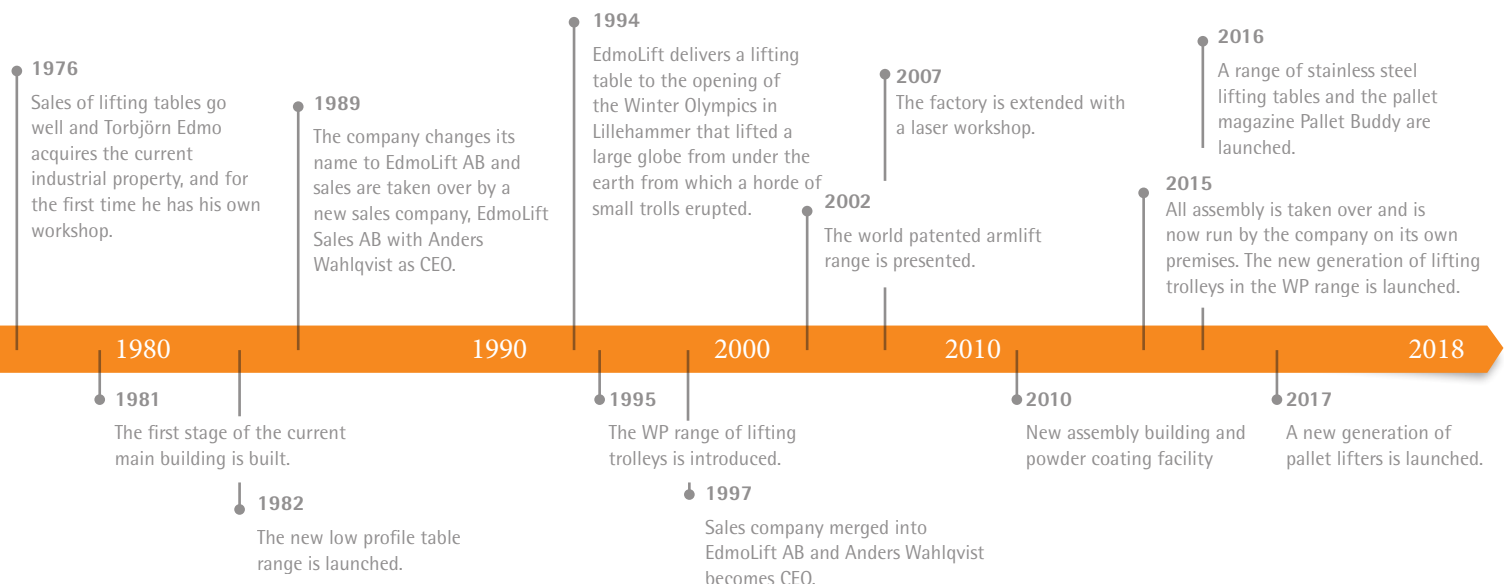 1976
Sales of lifting tables go
well and Torbjörn Edmo
acquires the current
industrial property, and for
the first time he has his own
workshop.
1989
The company changes its
name to EdmoLift AB and
sales are taken over by a
new sales company, EdmoLift
Sales AB with Anders
Wahlqvist as CEO.
1994
EdmoLift delivers a lifting
table to the opening of
the Winter Olympics in
Lillehammer that lifted a
large globe from under the
earth from which a horde of
small trolls erupted.
2002
The world patented armlift
range is presented.
2007
The factory is extended with
a laser workshop.
2016
A range of stainless steel
lifting tables and the pallet
magazine Pallet Buddy are
launched.
2015
All assembly is taken over and is
now run by the company on its own
premises. The new generation of lifting
trolleys in the WP range is launched.
1980 1990 2000 2010 2018
1981
The first stage of the current
main building is built.
1982
The new low profile table
range is launched.
1995
The WP range of lifting
trolleys is introduced.
1997
Sales company merged into
EdmoLift AB and Anders Wahlqvist
becomes CEO.
2010
New assembly building and
powder coating facility
2017
A new generation of
pallet lifters is launched.